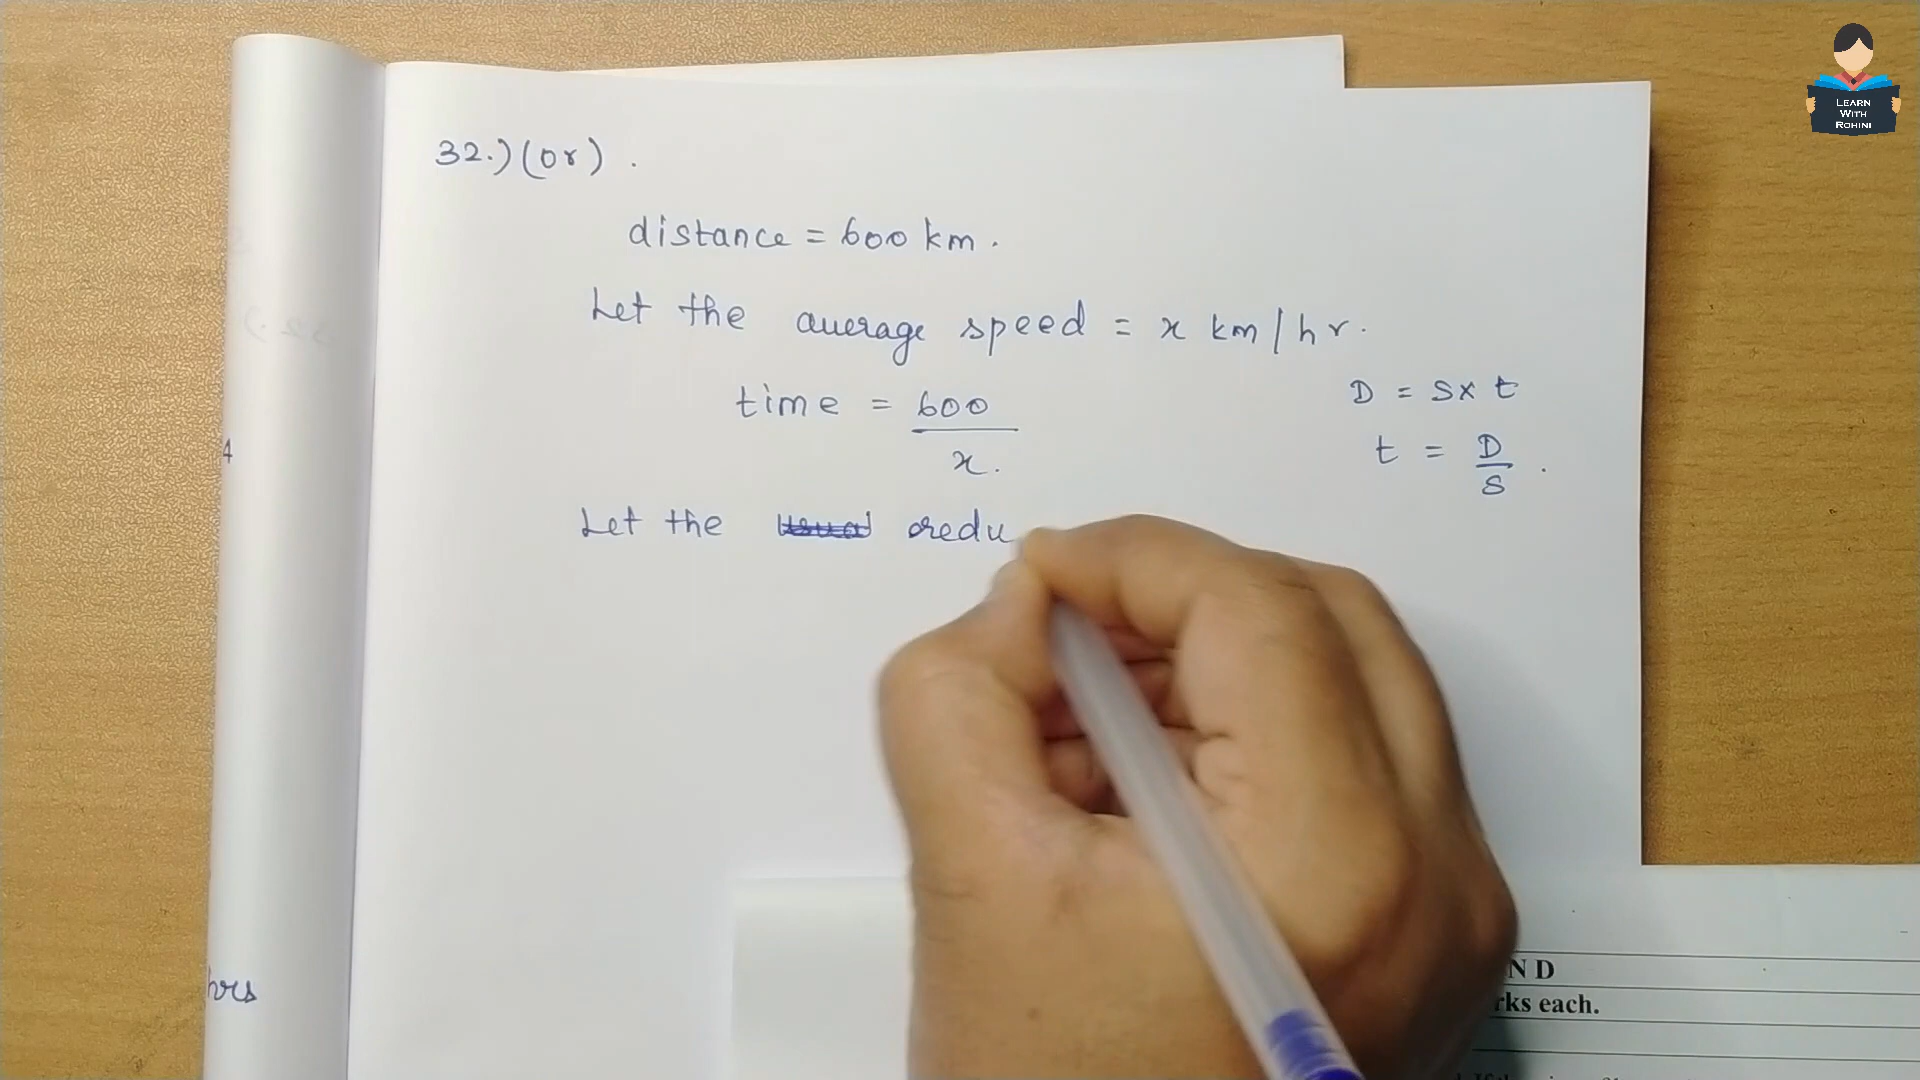 LEARN
WITH
ROHINI
32.) (or) .
distance = 600 km .
Let the average speed = x km/hr.
time = 600
x.
D = S x t
t = D
S .
4
Let the redu
hrs
N D
rks each.